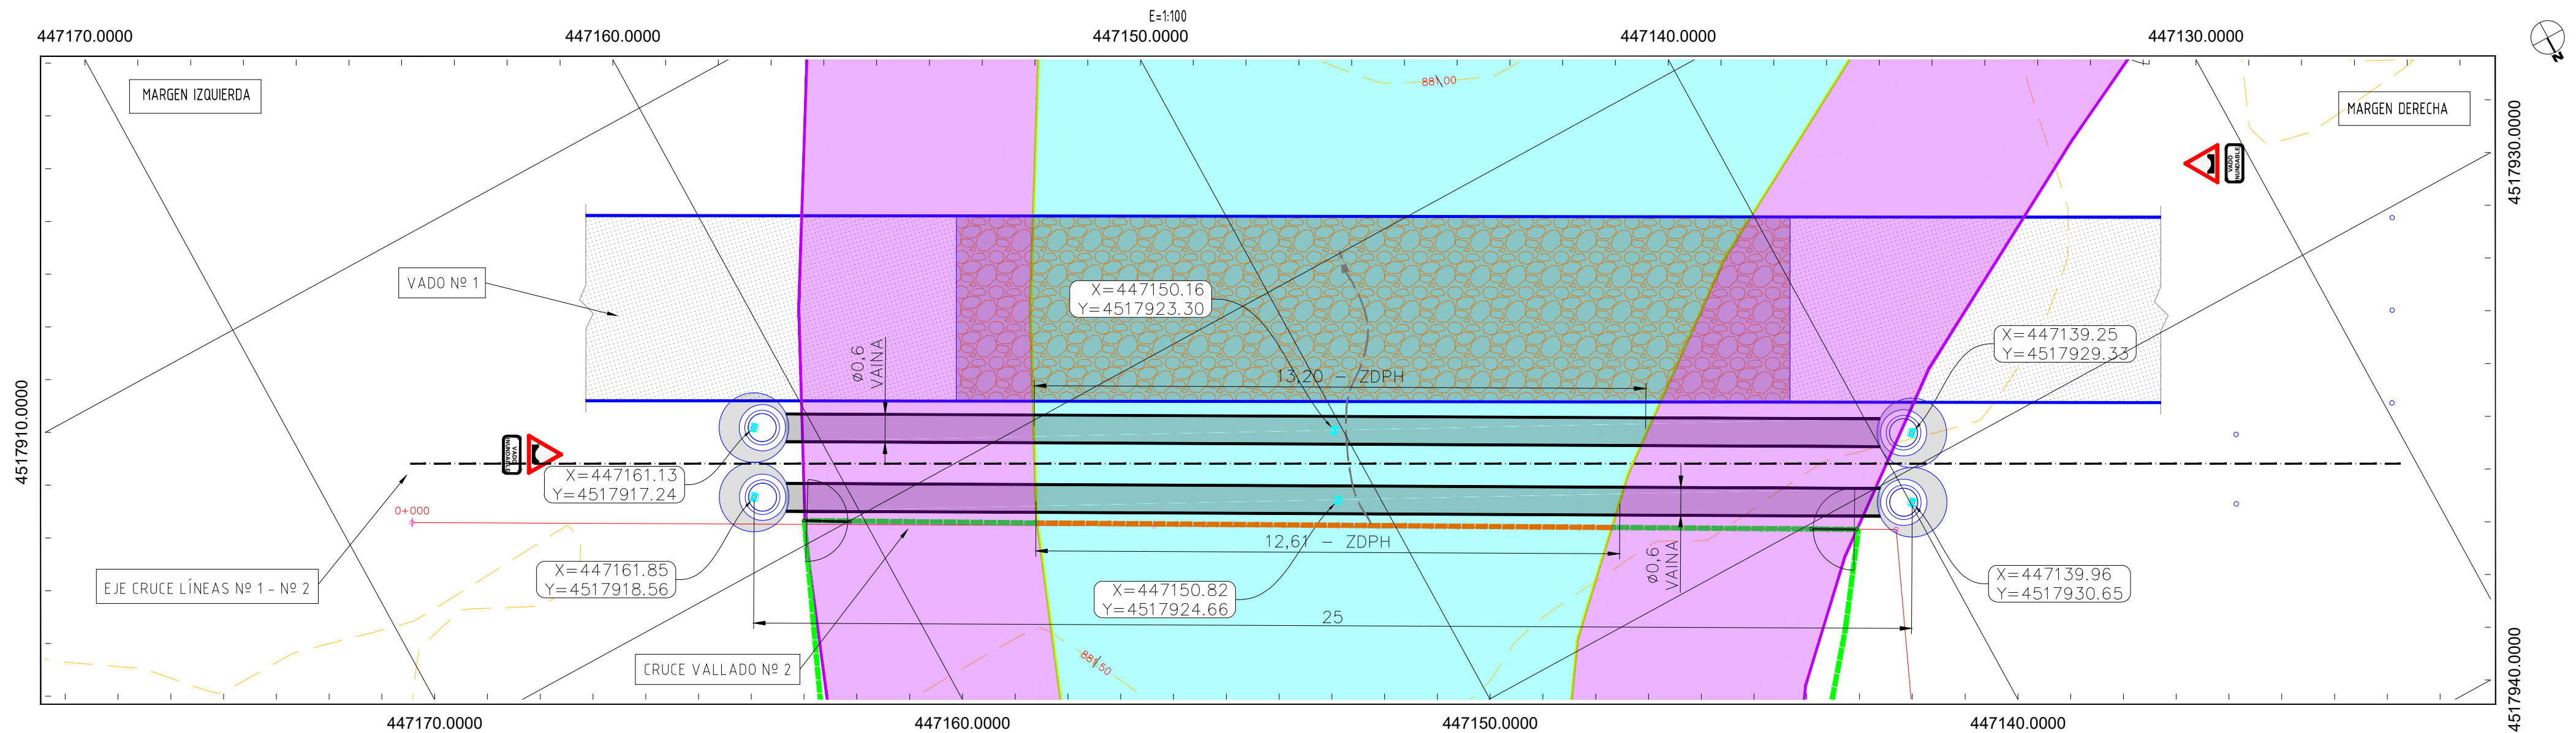 E=1:100
447170.0000
447160.0000
447150.0000
447140.0000
447130.0000
N
MARGEN IZQUIERDA
881.00
MARGEN DERECHA
4517930.0000
VADO
INUNDABLE
VADO Nº 1
X=447150.16
Y=4517923.30
X=447139.25
Y=4517929.33
Ø0,6
VAINA
13,20 - ZDPH
4517910.0000
VADO
INUNDABLE
X=447161.13
Y=4517917.24
0+000
12,61 - ZDPH
Ø0,6
VAINA
EJE CRUCE LÍNEAS Nº 1 - Nº 2
X=447161.85
Y=4517918.56
X=447150.82
Y=4517924.66
X=447139.96
Y=4517930.65
25
CRUCE VALLADO Nº 2
881.50
4517940.0000
447170.0000
447160.0000
447150.0000
447140.0000